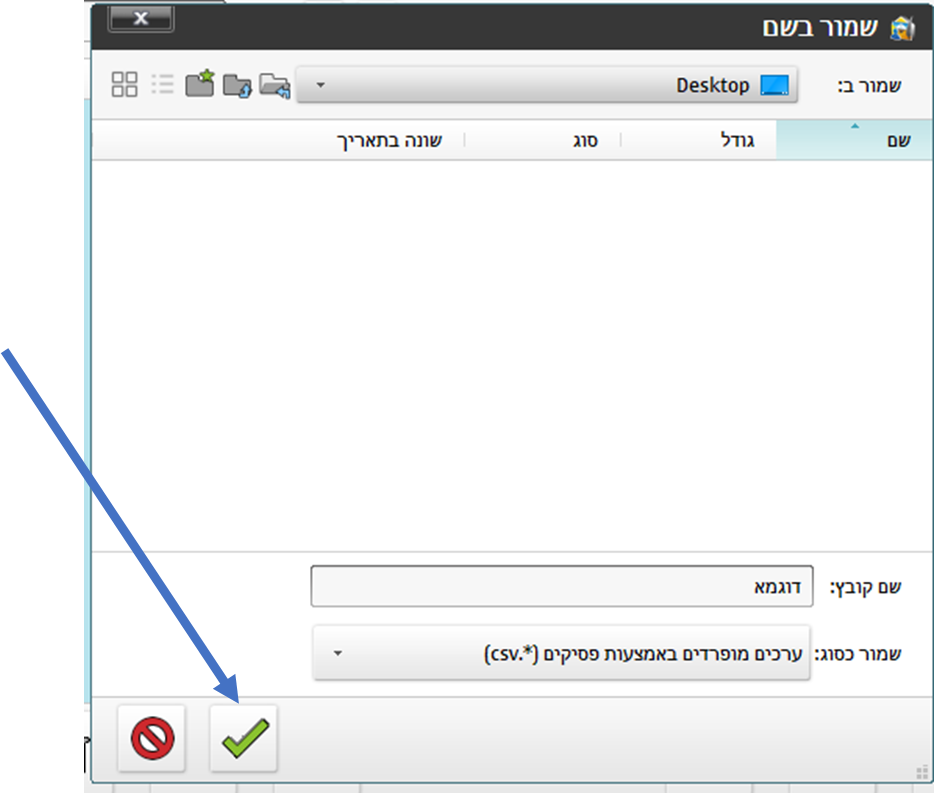 שמור בשם
שמור ב: Desktop
שם גודל סוג שונה בתאריך
שם קובץ: דוגמא
שמור כסוג: ערכים מופרדים באמצעות פסיקים (*.csv)